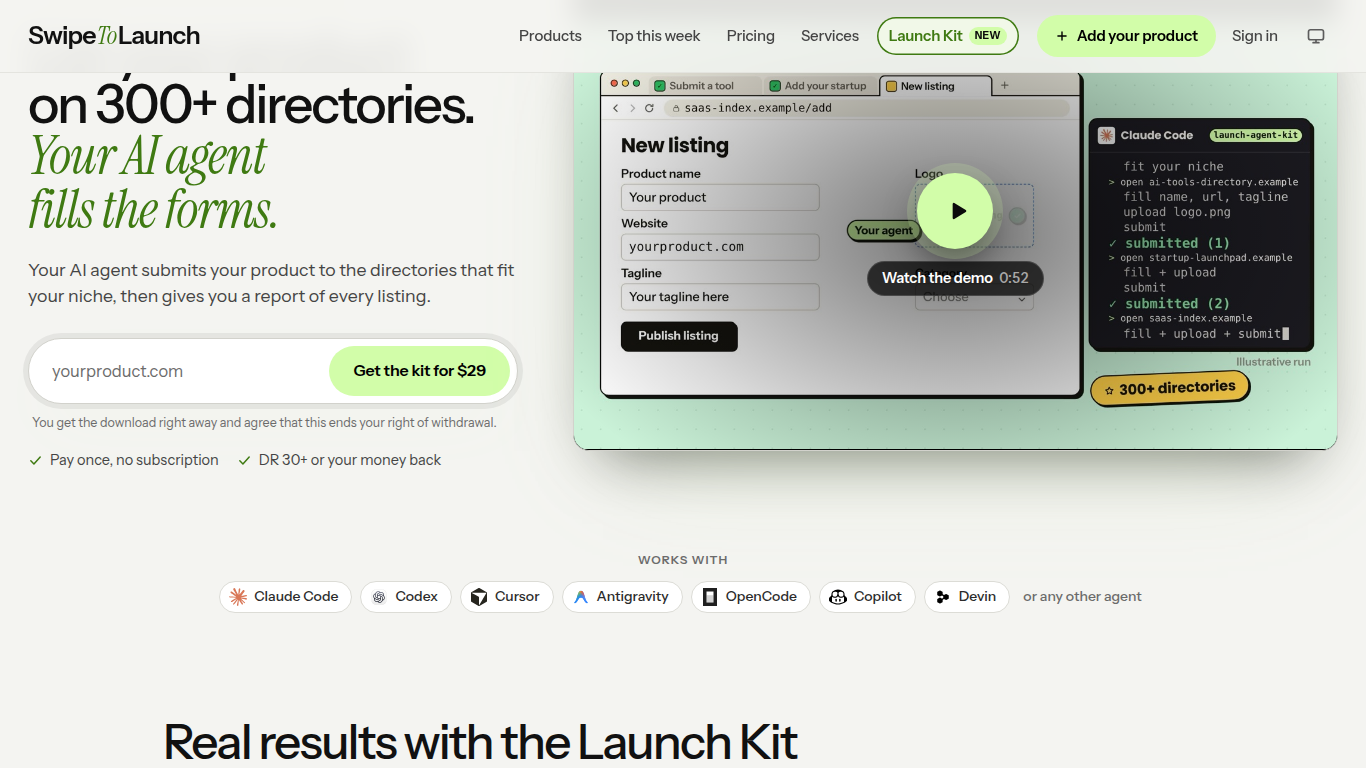 SwipeToLaunch
Products
Top this week
Pricing
Services
Launch Kit NEW
+ Add your product
Sign in
on 300+ directories.
Your AI agent
fills the forms.
Your AI agent submits your product to the directories that fit
your niche, then gives you a report of every listing.
yourproduct.com
Get the kit for $29
You get the download right away and agree that this ends your right of withdrawal.
✓ Pay once, no subscription
✓ DR 30+ or your money back
Submit a tool
Add your startup
New listing
+
saas-index.example/add
New listing
Product name
Your product
Website
yourproduct.com
Tagline
Your tagline here
Publish listing
Logo
Your agent
Watch the demo 0:52
Choose
Claude Code
launch-agent-kit
fit your niche
> open ai-tools-directory.example
fill name, url, tagline
upload logo.png
submit
✓ submitted (1)
> open startup-launchpad.example
fill + upload
submit
✓ submitted (2)
> open saas-index.example
fill + upload + submit
Illustrative run
300+ directories
WORKS WITH
Claude Code
Codex
Cursor
Antigravity
OpenCode
Copilot
Devin
or any other agent
Real results with the Launch Kit